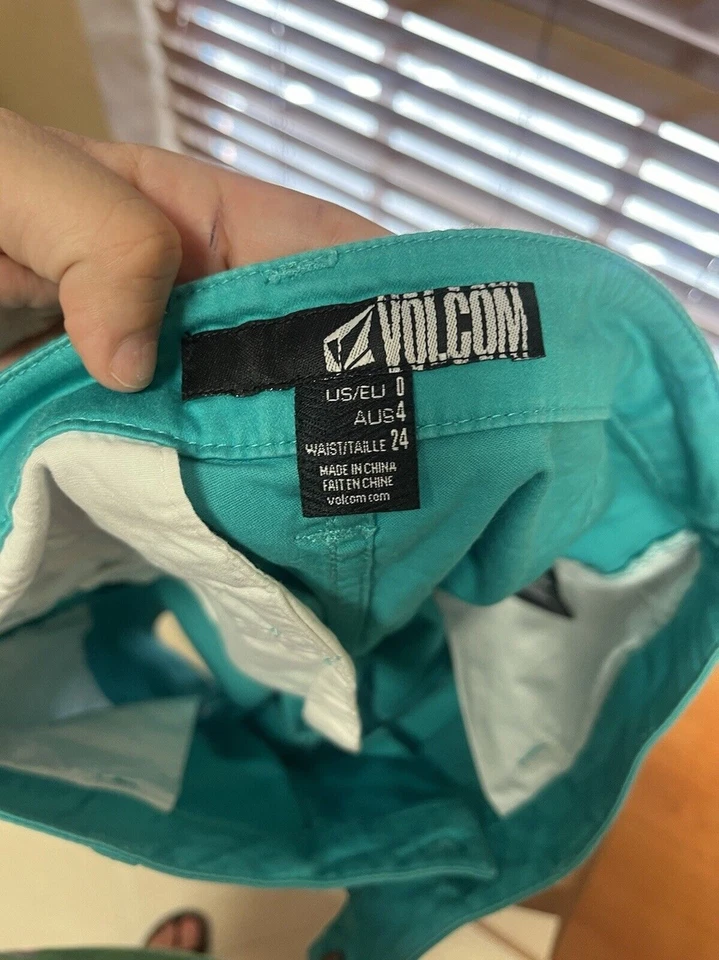 VOLCOM
US/EU 0
AUS 4
WAIST/TAILLE 24
MADE IN CHINA
FAIT EN CHINE
volcom.com